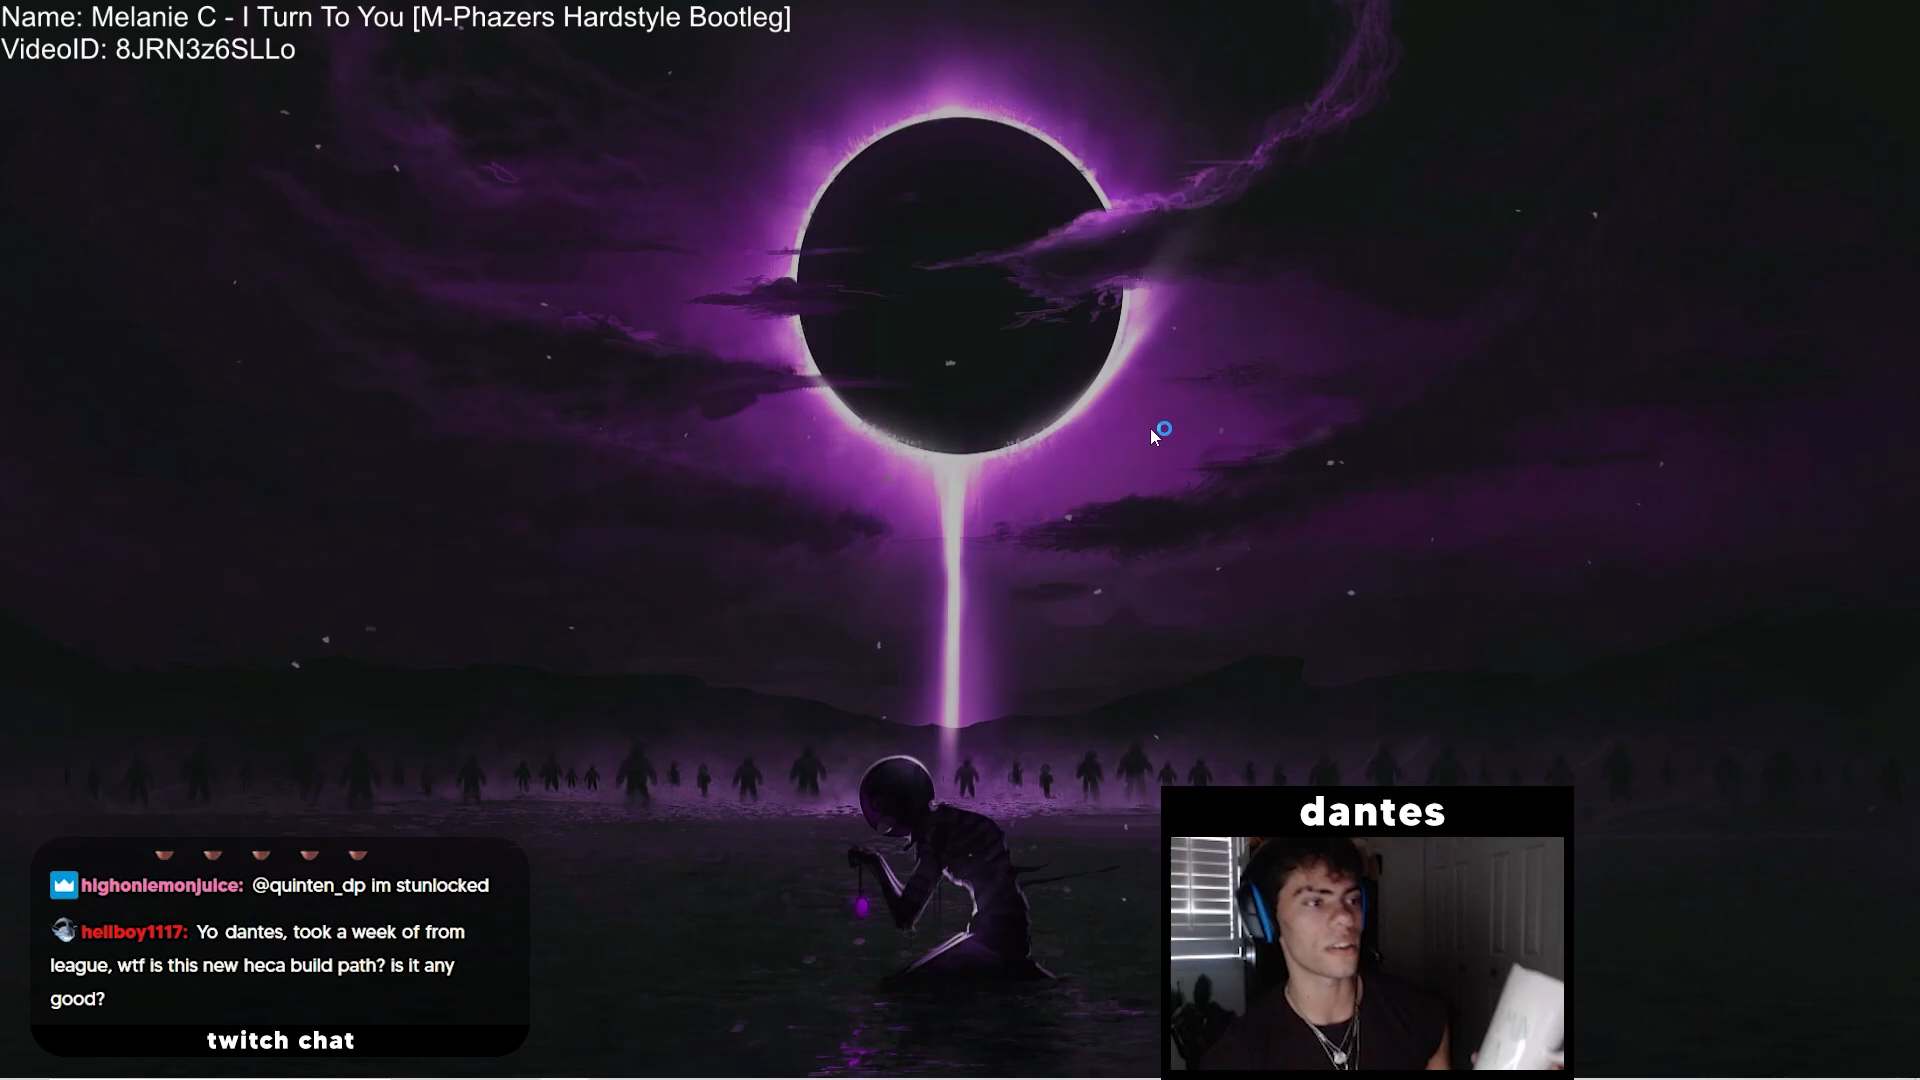 Name: Melanie C - I Turn To You [M-Phazers Hardstyle Bootleg]
VideoID: 8JRN3z6SLLo
dantes
highonlemonjuice: @quinten_dp im stunlocked
hellboy1117: Yo dantes, took a week of from
league, wtf is this new heca build path? is it any
good?
twitch chat